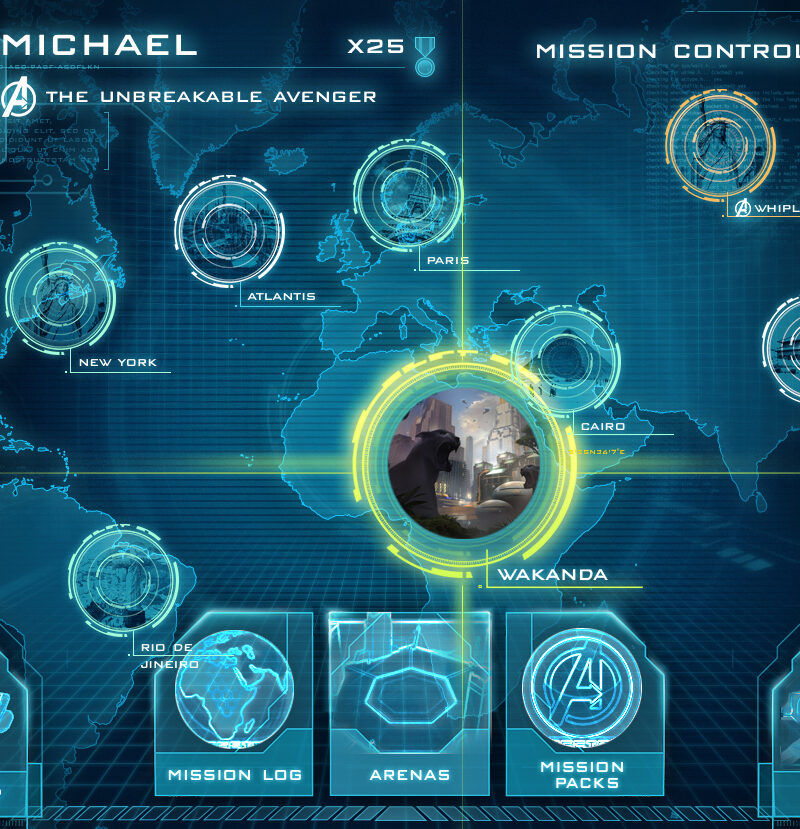 MICHAEL
X25
MISSION CONTROL
THE UNBREAKABLE AVENGER
WHIPL
PARIS
ATLANTIS
NEW YORK
CAIRO
WAKANDA
RIO DE
JINEIRO
MISSION LOG
ARENAS
MISSION
PACKS